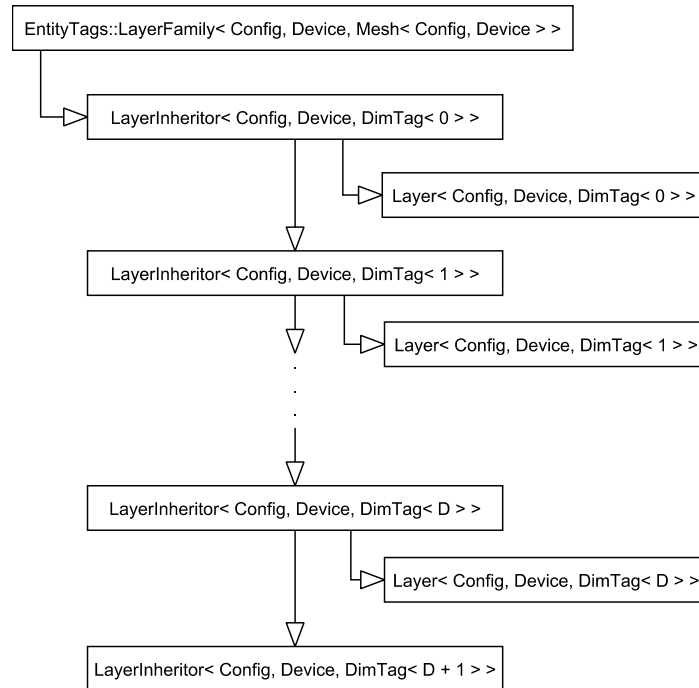 EntityTags::LayerFamily< Config, Device, Mesh< Config, Device > >
LayerInheritor< Config, Device, DimTag< 0 > >
Layer< Config, Device, DimTag< 0 > >
LayerInheritor< Config, Device, DimTag< 1 > >
Layer< Config, Device, DimTag< 1 > >
.
.
.
LayerInheritor< Config, Device, DimTag< D > >
Layer< Config, Device, DimTag< D > >
LayerInheritor< Config, Device, DimTag< D + 1 > >